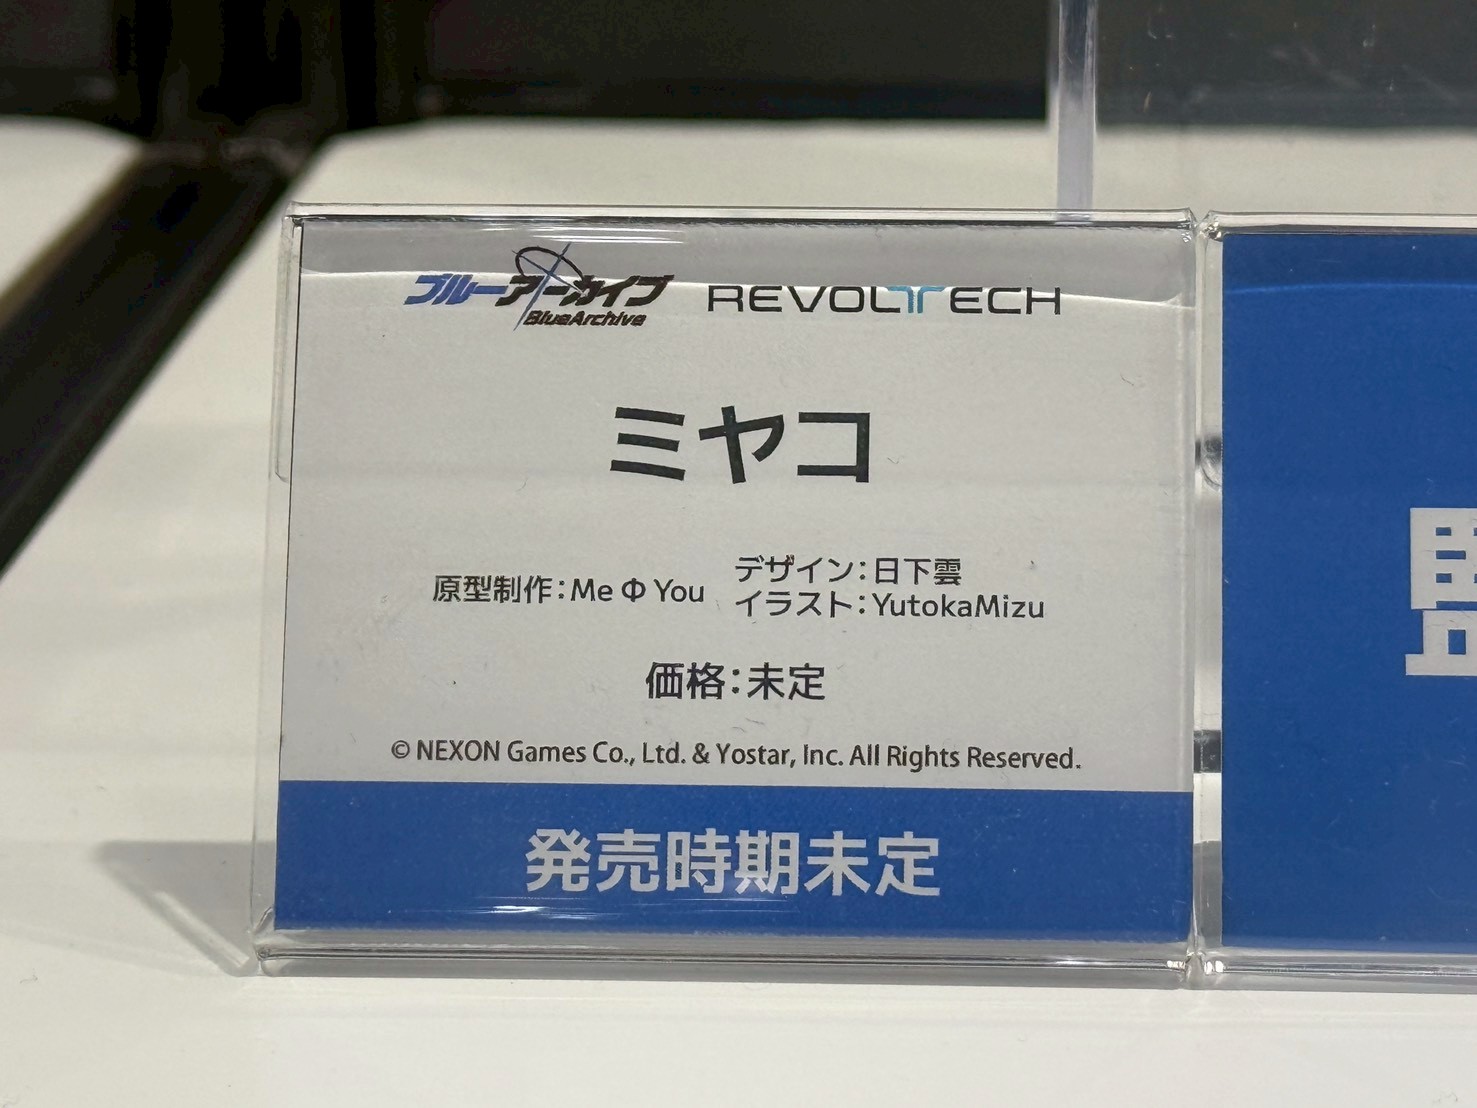 ブルーアーカイブ
BlueArchive
REVOLTECH
ミヤコ
原型制作：Me Φ You
デザイン：日下雲
イラスト：YutokaMizu
価格：未定
© NEXON Games Co., Ltd. & Yostar, Inc. All Rights Reserved.
発売時期未定